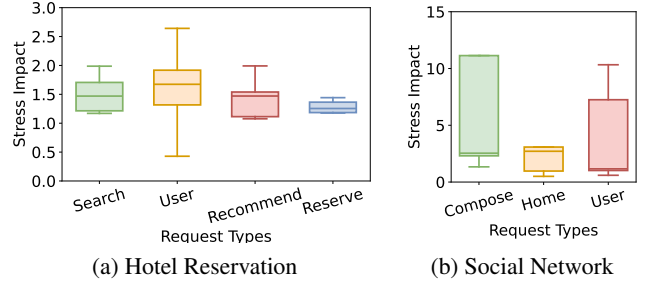 Stress Impact
3.0
2.5
2.0
1.5
1.0
0.5
0.0
Search
User
Recommend
Reserve
Request Types
(a) Hotel Reservation
Stress Impact
15
10
5
0
Compose
Home
User
Request Types
(b) Social Network